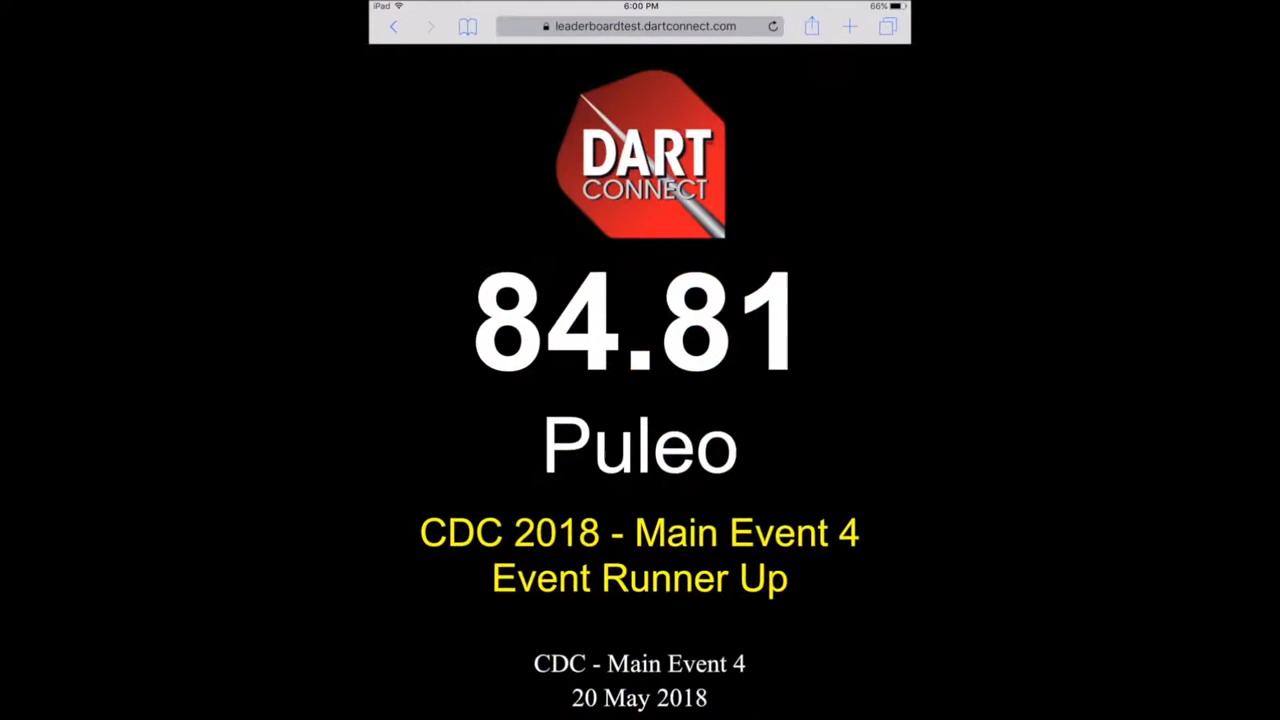 iPad 6:00 PM 66%
leaderboardtest.dartconnect.com
DART
CONNECT
84.81
Puleo
CDC 2018 - Main Event 4
Event Runner Up
CDC - Main Event 4
20 May 2018